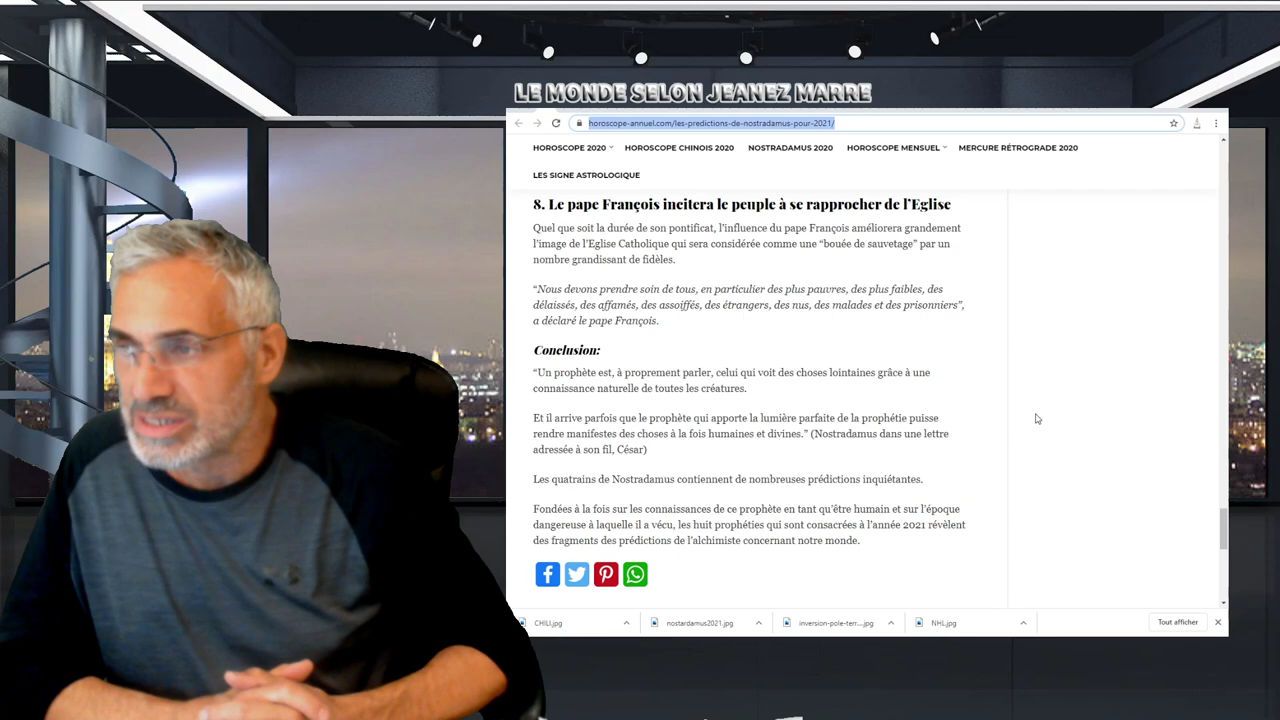 LE MONDE SELON JEANEZ MARRE
horoscope-annuel.com/les-predictions-de-nostradamus-pour-2021/
HOROSCOPE 2020 HOROSCOPE CHINOIS 2020 NOSTRADAMUS 2020 HOROSCOPE MENSUEL MERCURE RÉTROGRADE 2020
LES SIGNE ASTROLOGIQUE
8. Le pape François incitera le peuple à se rapprocher de l’Eglise
Quel que soit la durée de son pontificat, l’influence du pape François améliorera grandement
l’image de l’Eglise Catholique qui sera considérée comme une “bouée de sauvetage” par un
nombre grandissant de fidèles.
“Nous devons prendre soin de tous, en particulier des plus pauvres, des plus faibles, des
délaissés, des affamés, des assoiffés, des étrangers, des nus, des malades et des prisonniers”,
a déclaré le pape François.
Conclusion:
“Un prophète est, à proprement parler, celui qui voit des choses lointaines grâce à une
connaissance naturelle de toutes les créatures.
Et il arrive parfois que le prophète qui apporte la lumière parfaite de la prophétie puisse
rendre manifestes des choses à la fois humaines et divines.” (Nostradamus dans une lettre
adressée à son fil, César)
Les quatrains de Nostradamus contiennent de nombreuses prédictions inquiétantes.
Fondées à la fois sur les connaissances de ce prophète en tant qu’être humain et sur l’époque
dangereuse à laquelle il a vécu, les huit prophéties qui sont consacrées à l’année 2021 révèlent
des fragments des prédictions de l’alchimiste concernant notre monde.
CHILI.jpg nostardamus2021.jpg inversion-pole-terr....jpg NHL.jpg Tout afficher